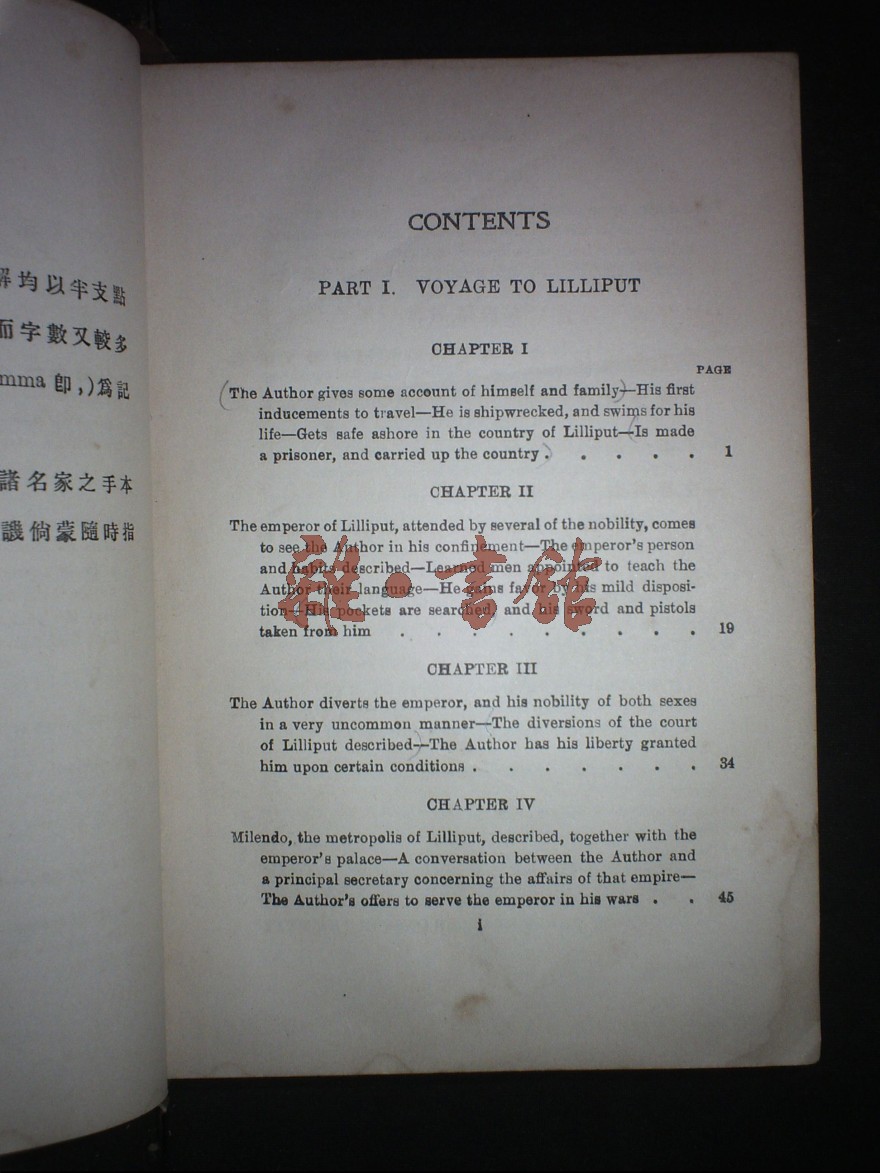 解均以半支點
而字數又較多
mma 卽,)爲記
諸名家之手本
譏倘蒙隨時指
CONTENTS
PART I. VOYAGE TO LILLIPUT
CHAPTER I
PAGE
The Author gives some account of himself and family—His first
inducements to travel—He is shipwrecked, and swims for his
life—Gets safe ashore in the country of Lilliput—Is made
a prisoner, and carried up the country . . . . . 1
CHAPTER II
The emperor of Lilliput, attended by several of the nobility, comes
to see the Author in his confinement—The emperor's person
and habits described—Learned men appointed to teach the
Author their language—He gains favor by his mild disposi-
tion—His pockets are searched, and his sword and pistols
taken from him . . . . . . . . . 19
雜·書館
CHAPTER III
The Author diverts the emperor, and his nobility of both sexes
in a very uncommon manner—The diversions of the court
of Lilliput described—The Author has his liberty granted
him upon certain conditions . . . . . . . 34
CHAPTER IV
Milendo, the metropolis of Lilliput, described, together with the
emperor's palace—A conversation between the Author and
a principal secretary concerning the affairs of that empire—
The Author's offers to serve the emperor in his wars . . 45
i